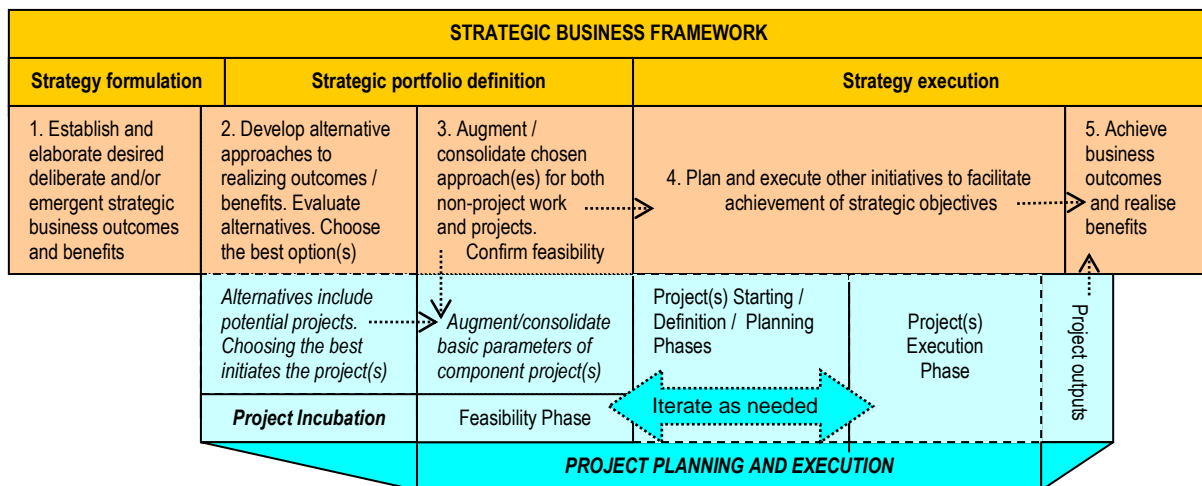 STRATEGIC BUSINESS FRAMEWORK
Strategy formulation
Strategic portfolio definition
Strategy execution
1. Establish and
elaborate desired
deliberate and/or
emergent strategic
business outcomes
and benefits
2. Develop alternative
approaches to
realizing outcomes /
benefits. Evaluate
alternatives. Choose
the best option(s)
3. Augment /
consolidate chosen
approach(es) for both
non-project work
and projects.
Confirm feasibility
4. Plan and execute other initiatives to facilitate
achievement of strategic objectives
5. Achieve
business
outcomes
and realise
benefits
Alternatives include
potential projects.
Choosing the best
initiates the project(s)
Augment/consolidate
basic parameters of
component project(s)
Project(s) Starting /
Definition / Planning
Phases
Project(s)
Execution
Phase
Project outputs
Project Incubation
Feasibility Phase
Iterate as needed
PROJECT PLANNING AND EXECUTION